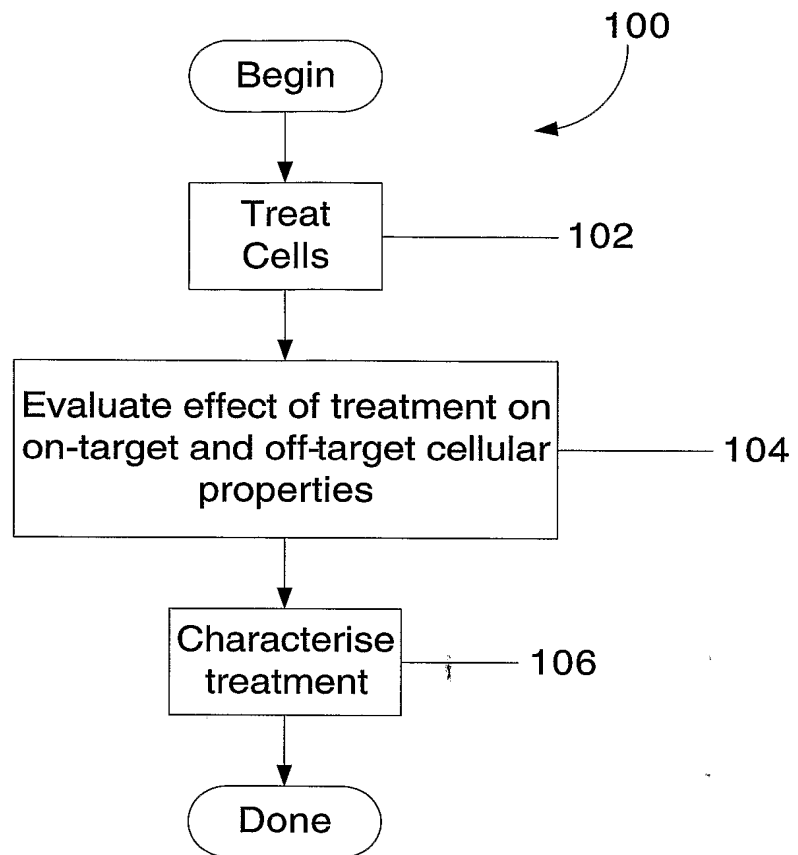 100
Begin
Treat
Cells
102
Evaluate effect of treatment on
on-target and off-target cellular
properties
104
Characterise
treatment
106
Done